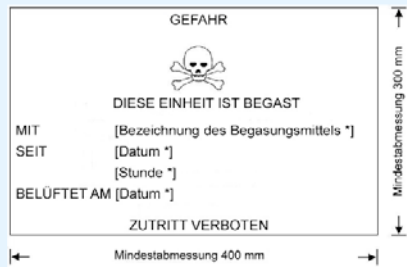 GEFAHR
DIESE EINHEIT IST BEGAST
MIT [Bezeichnung des Begasungsmittels *]
SEIT [Datum *]
[Stunde *]
BELÜFTET AM [Datum *]
ZUTRITT VERBOTEN
Mindestabmessung 400 mm
Mindestabmessung 300 mm